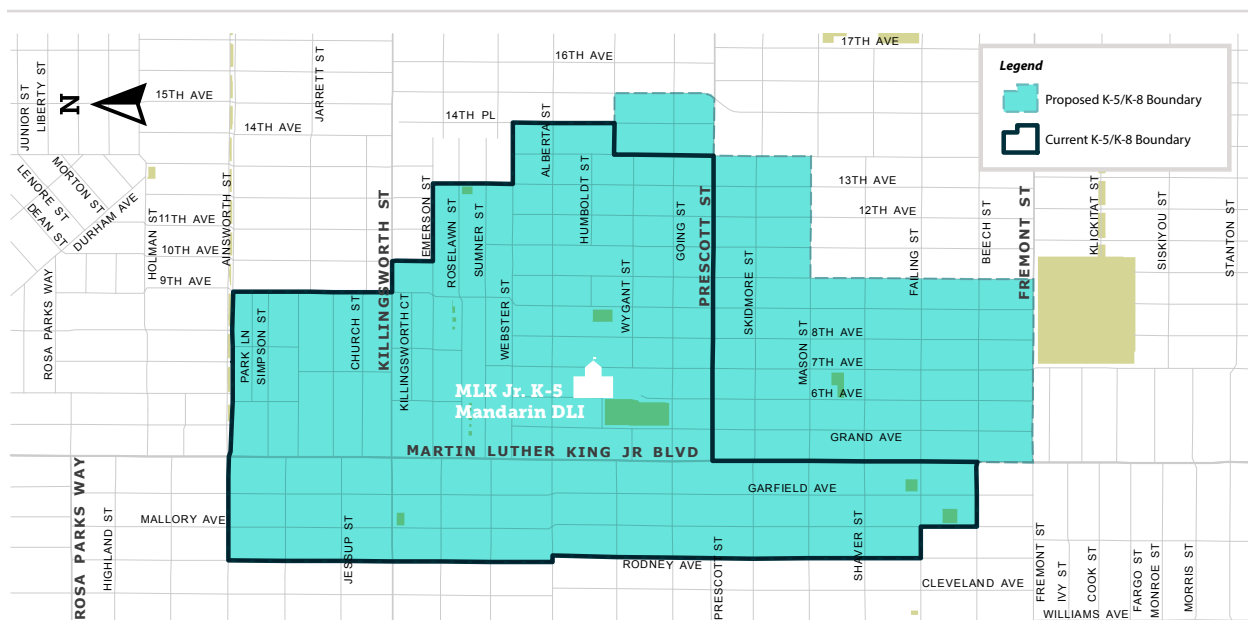 16TH AVE
17TH AVE
Legend
Proposed K-5/K-8 Boundary
Current K-5/K-8 Boundary
N
JUNIOR ST
LIBERTY ST
15TH AVE
JARRETT ST
14TH AVE
14TH PL
ALBERTA ST
MORTON ST
LENORE ST
DEAN ST
DURHAM AVE
HOLMAN ST
11TH AVE
10TH AVE
9TH AVE
AINSWORTH ST
KILLINGSWORTH ST
EMERSON ST
ROSELAWN ST
SUMNER ST
HUMBOLDT ST
GOING ST
PRESCOTT ST
13TH AVE
12TH AVE
FAILING ST
BEECH ST
FREMONT ST
KLICKITAT ST
SISKIYOU ST
STANTON ST
ROSA PARKS WAY
PARK LN
SIMPSON ST
CHURCH ST
KILLINGSWORTH CT
WEBSTER ST
WYGANT ST
SKIDMORE ST
MASON ST
8TH AVE
7TH AVE
6TH AVE
MLK Jr. K-5
Mandarin DLI
GRAND AVE
MARTIN LUTHER KING JR BLVD
GARFIELD AVE
ROSA PARKS WAY
HIGHLAND ST
MALLORY AVE
JESSUP ST
RODNEY AVE
PRESCOTT ST
SHAVER ST
CLEVELAND AVE
FREMONT ST
IVY ST
COOK ST
FARGO ST
MONROE ST
MORRIS ST
WILLIAMS AVE